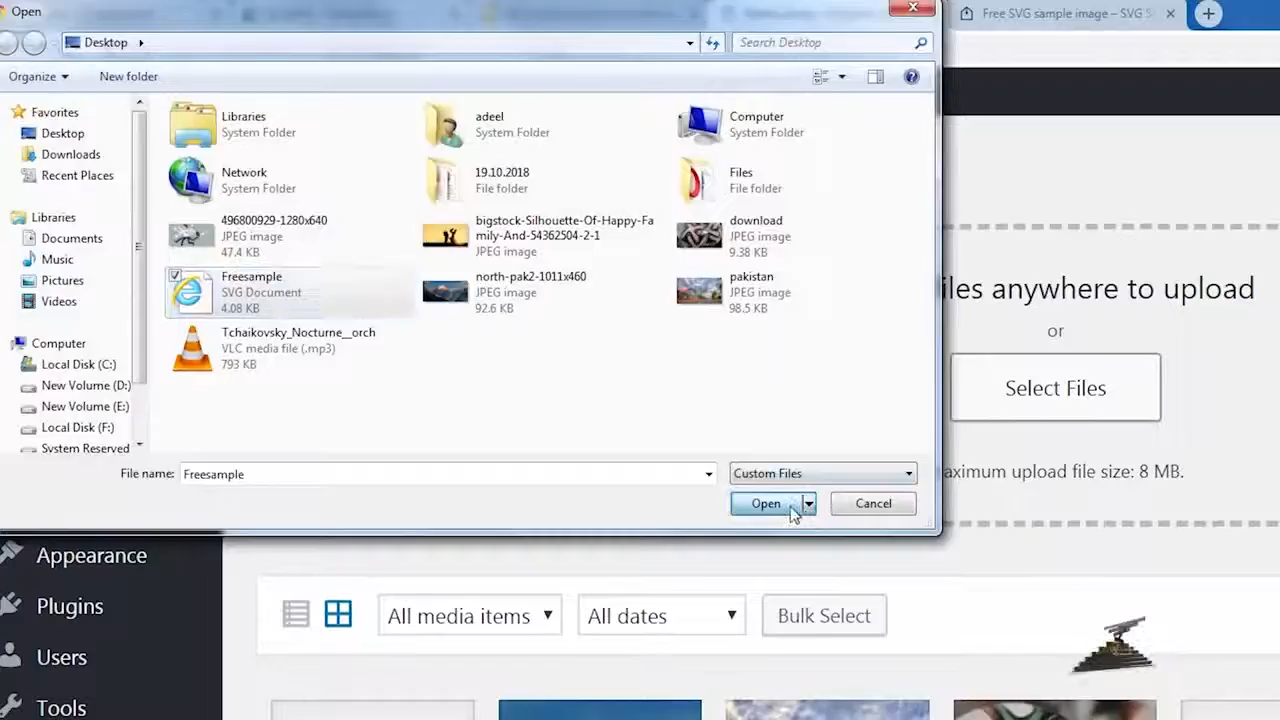 Open
Free SVG sample image – SVG S
Desktop
Search Desktop
Organize
New folder
Favorites
Desktop
Downloads
Recent Places
Libraries
Documents
Music
Pictures
Videos
Computer
Local Disk (C:)
New Volume (D:)
New Volume (E:)
Local Disk (F:)
System Reserved
Libraries
System Folder
adeel
System Folder
Computer
System Folder
Network
System Folder
19.10.2018
File folder
Files
File folder
496800929-1280x640
JPEG image
47.4 KB
bigstock-Silhouette-Of-Happy-Fa
mily-And-54362504-2-1
JPEG image
download
JPEG image
9.38 KB
Freesample
SVG Document
4.08 KB
north-pak2-1011x460
JPEG image
92.6 KB
pakistan
JPEG image
98.5 KB
Tchaikovsky_Nocturne__orch
VLC media file (.mp3)
793 KB
File name: Freesample
Custom Files
Open
Cancel
iles anywhere to upload
or
Select Files
aximum upload file size: 8 MB.
Appearance
Plugins
Users
Tools
All media items
All dates
Bulk Select